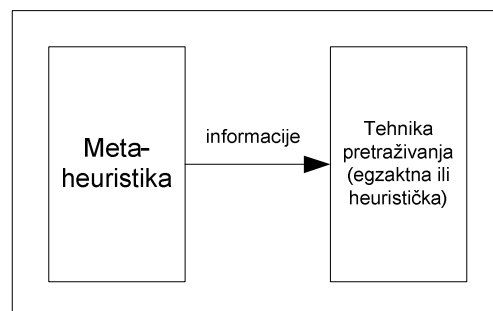 Meta-
heuristika
informacije
Tehnika
pretraživanja
(egzaktna ili
heuristička)